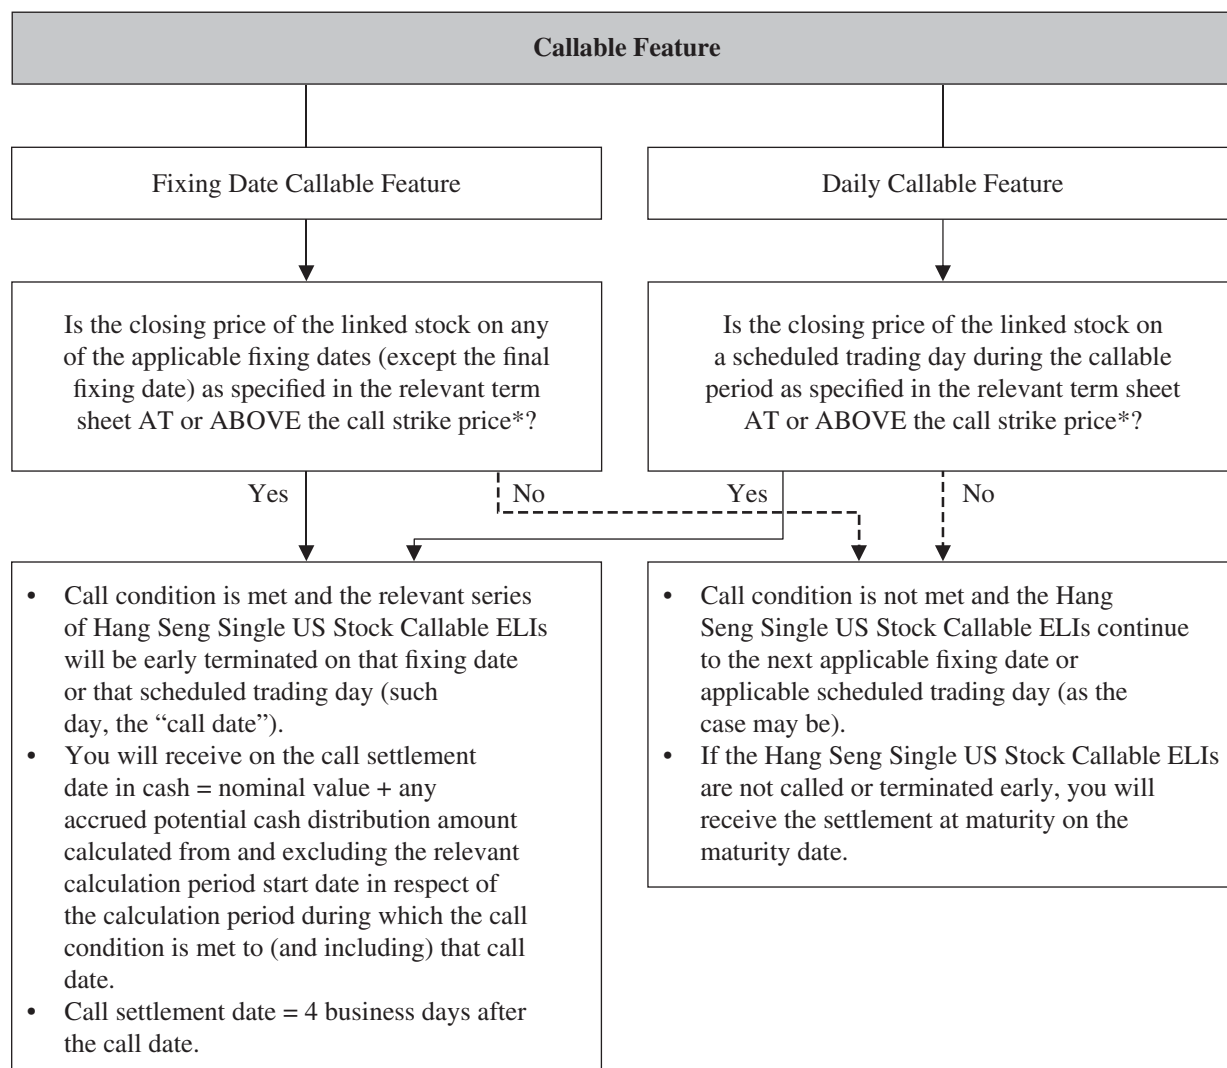 Callable Feature
Fixing Date Callable Feature
Daily Callable Feature
Is the closing price of the linked stock on any
of the applicable fixing dates (except the final
fixing date) as specified in the relevant term
sheet AT or ABOVE the call strike price*?
Is the closing price of the linked stock on
a scheduled trading day during the callable
period as specified in the relevant term sheet
AT or ABOVE the call strike price*?
Yes
No
Yes
No
• Call condition is met and the relevant series
of Hang Seng Single US Stock Callable ELIs
will be early terminated on that fixing date
or that scheduled trading day (such
day, the “call date”).
• You will receive on the call settlement
date in cash = nominal value + any
accrued potential cash distribution amount
calculated from and excluding the relevant
calculation period start date in respect of
the calculation period during which the call
condition is met to (and including) that call
date.
• Call settlement date = 4 business days after
the call date.
• Call condition is not met and the Hang
Seng Single US Stock Callable ELIs continue
to the next applicable fixing date or
applicable scheduled trading day (as the
case may be).
• If the Hang Seng Single US Stock Callable ELIs
are not called or terminated early, you will
receive the settlement at maturity on the
maturity date.